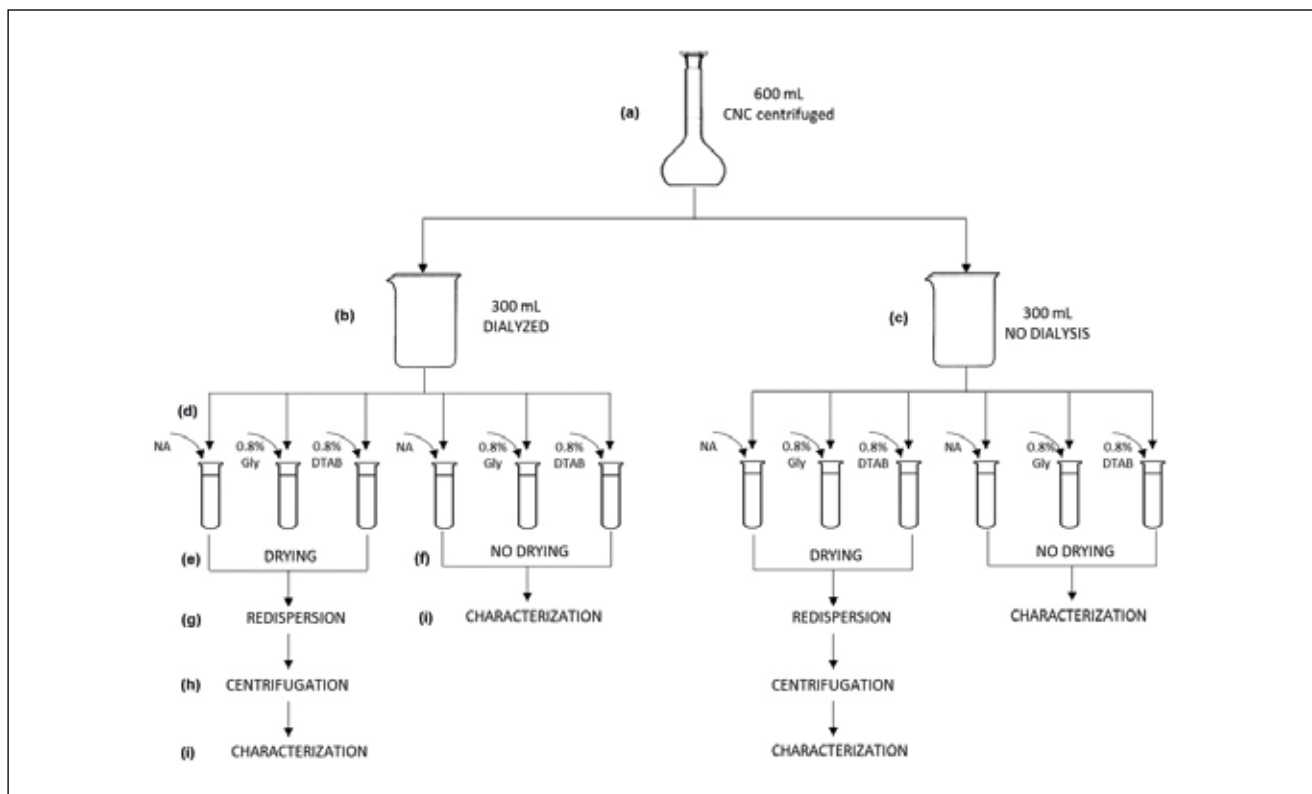 600 mL
CNC centrifuged
(a)
300 mL
DIALYZED
(b)
300 mL
NO DIALYSIS
(c)
(d)
NA
0.8%
Gly
0.8%
DTAB
NA
0.8%
Gly
0.8%
DTAB
NA
0.8%
Gly
0.8%
DTAB
NA
0.8%
Gly
0.8%
DTAB
(e)
DRYING
(f)
NO DRYING
DRYING
NO DRYING
(g)
REDISPERSION
(i)
CHARACTERIZATION
REDISPERSION
CHARACTERIZATION
(h)
CENTRIFUGATION
CENTRIFUGATION
(i)
CHARACTERIZATION
CHARACTERIZATION